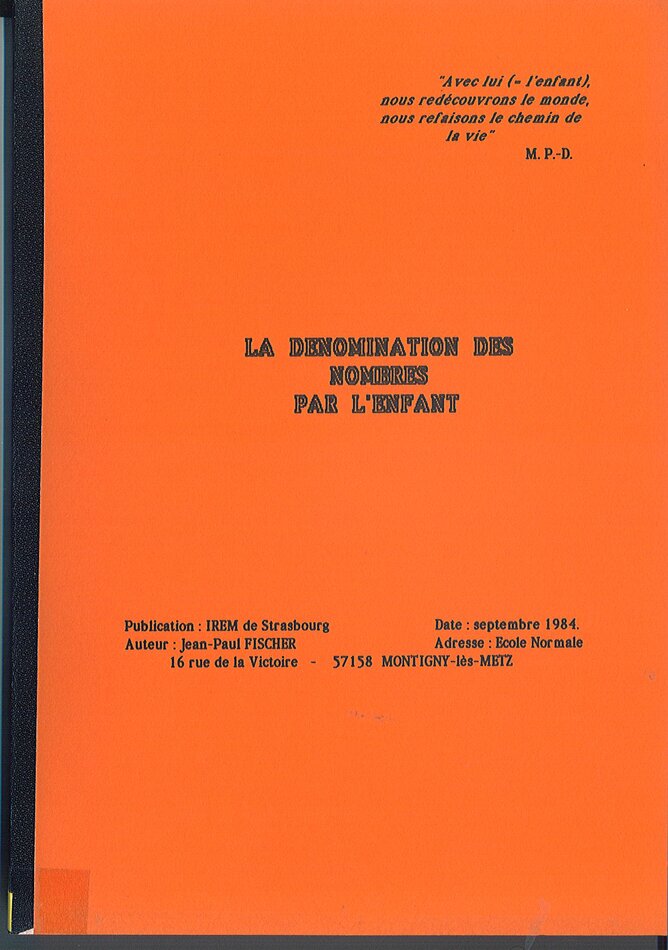 "Avec lui (= l'enfant),
nous redécouvrons le monde,
nous refaisons le chemin de
la vie"
M. P.-D.
LA DENOMINATION DES
NOMBRES
PAR L'ENFANT
Publication : IREM de Strasbourg Date : septembre 1984.
Auteur : Jean-Paul FISCHER Adresse : Ecole Normale
16 rue de la Victoire - 57158 MONTIGNY-lès-METZ